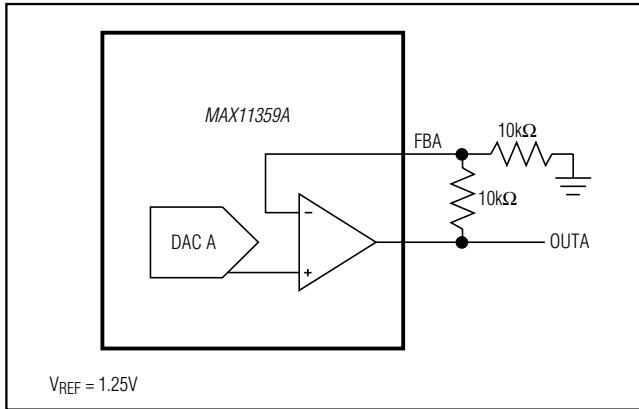 MAX11359A
FBA
10kΩ
10kΩ
DAC A
−
+
OUTA
V_REF = 1.25V